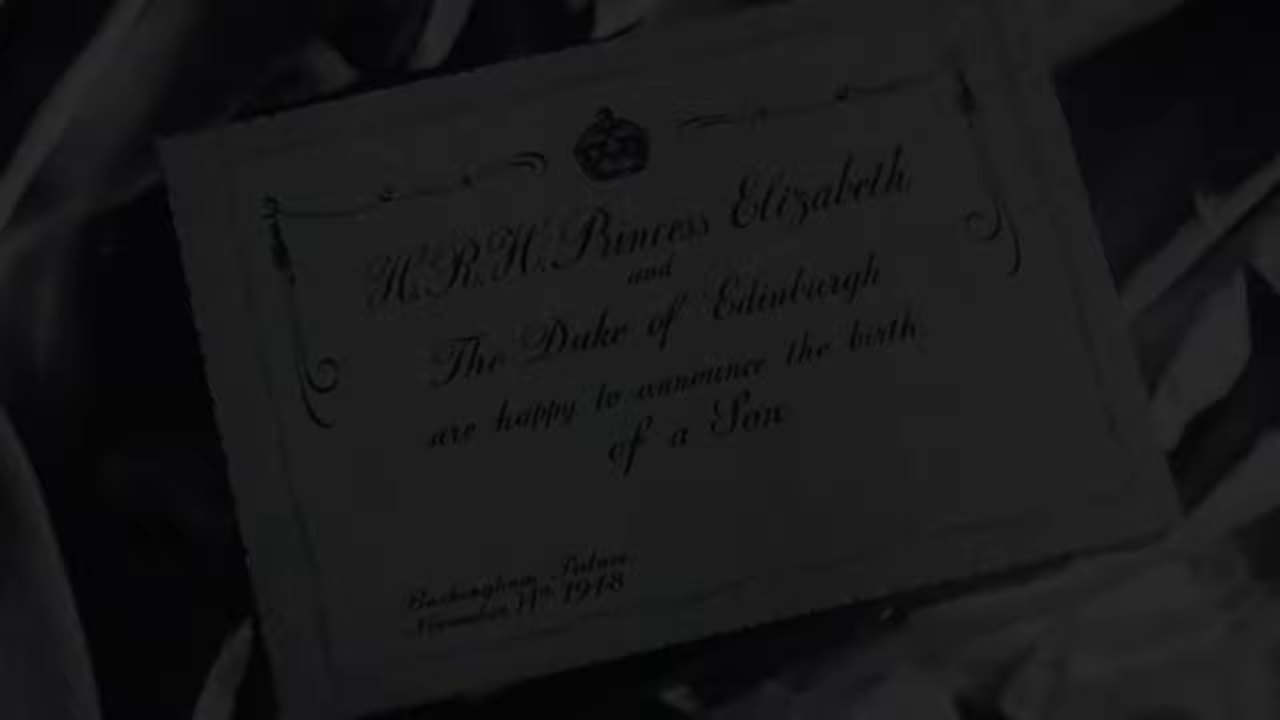 H.R.H. Princess Elizabeth
and
The Duke of Edinburgh
are happy to announce the birth
of a Son
Buckingham Palace
November 14th 1948